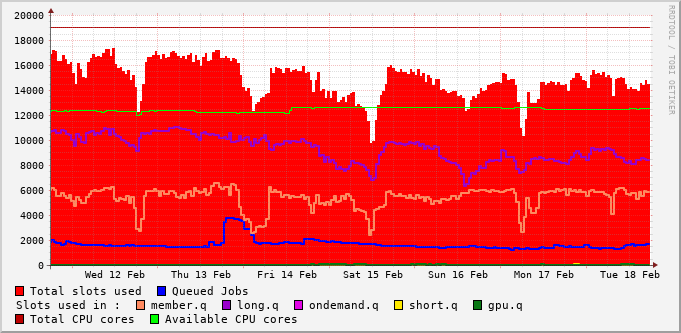 20000
18000
16000
14000
12000
10000
8000
6000
4000
2000
0
Wed 12 Feb Thu 13 Feb Fri 14 Feb Sat 15 Feb Sun 16 Feb Mon 17 Feb Tue 18 Feb
RRDTOOL / TOBI OETIKER
Total slots used Queued Jobs
Slots used in : member.q long.q ondemand.q short.q gpu.q
Total CPU cores Available CPU cores